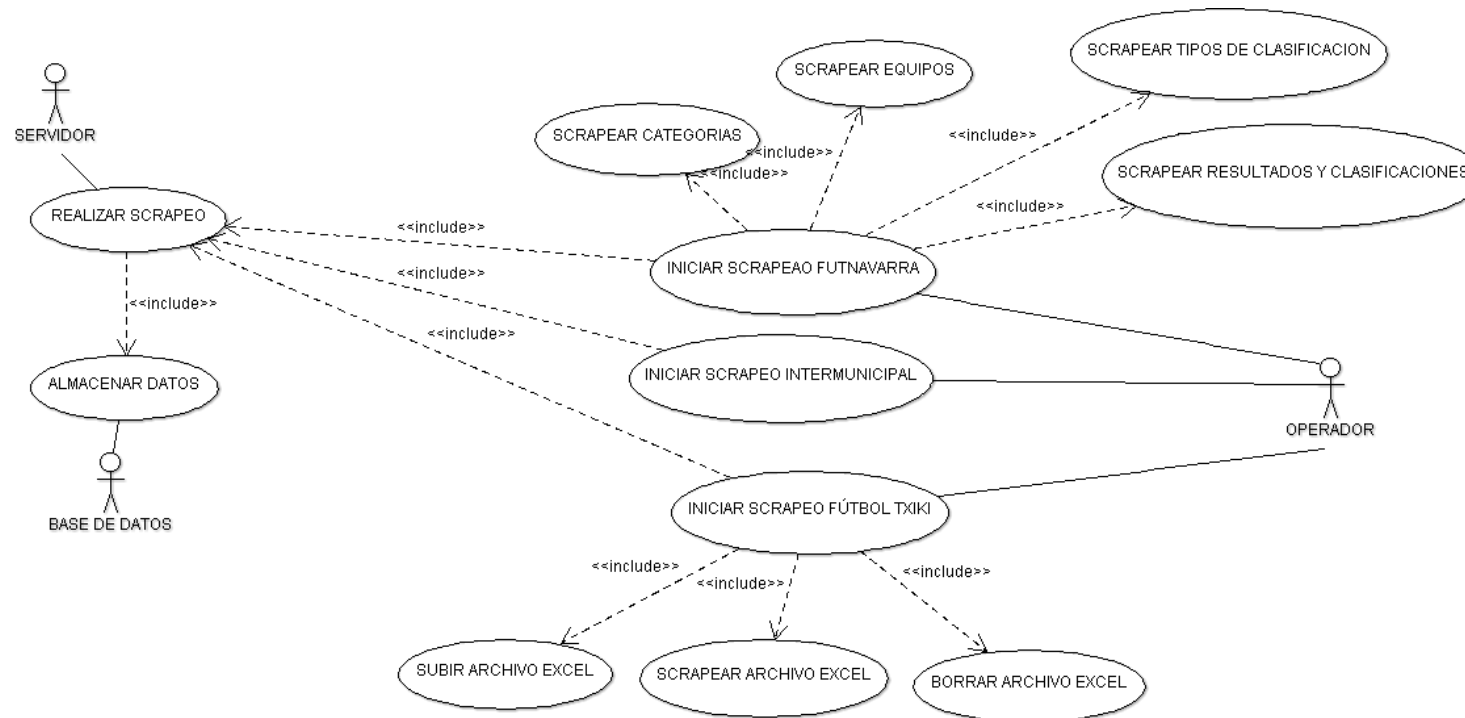 SCRAPEAR TIPOS DE CLASIFICACION
SCRAPEAR EQUIPOS
SERVIDOR
SCRAPEAR CATEGORIAS
<<include>>
<<include>>
<<include>>
SCRAPEAR RESULTADOS Y CLASIFICACIONES
<<include>>
REALIZAR SCRAPEO
<<include>>
INICIAR SCRAPEAO FUTNAVARRA
<<include>>
<<include>>
<<include>>
ALMACENAR DATOS
INICIAR SCRAPEO INTERMUNICIPAL
OPERADOR
BASE DE DATOS
INICIAR SCRAPEO FÚTBOL TXIKI
<<include>>
<<include>>
<<include>>
SUBIR ARCHIVO EXCEL
SCRAPEAR ARCHIVO EXCEL
BORRAR ARCHIVO EXCEL